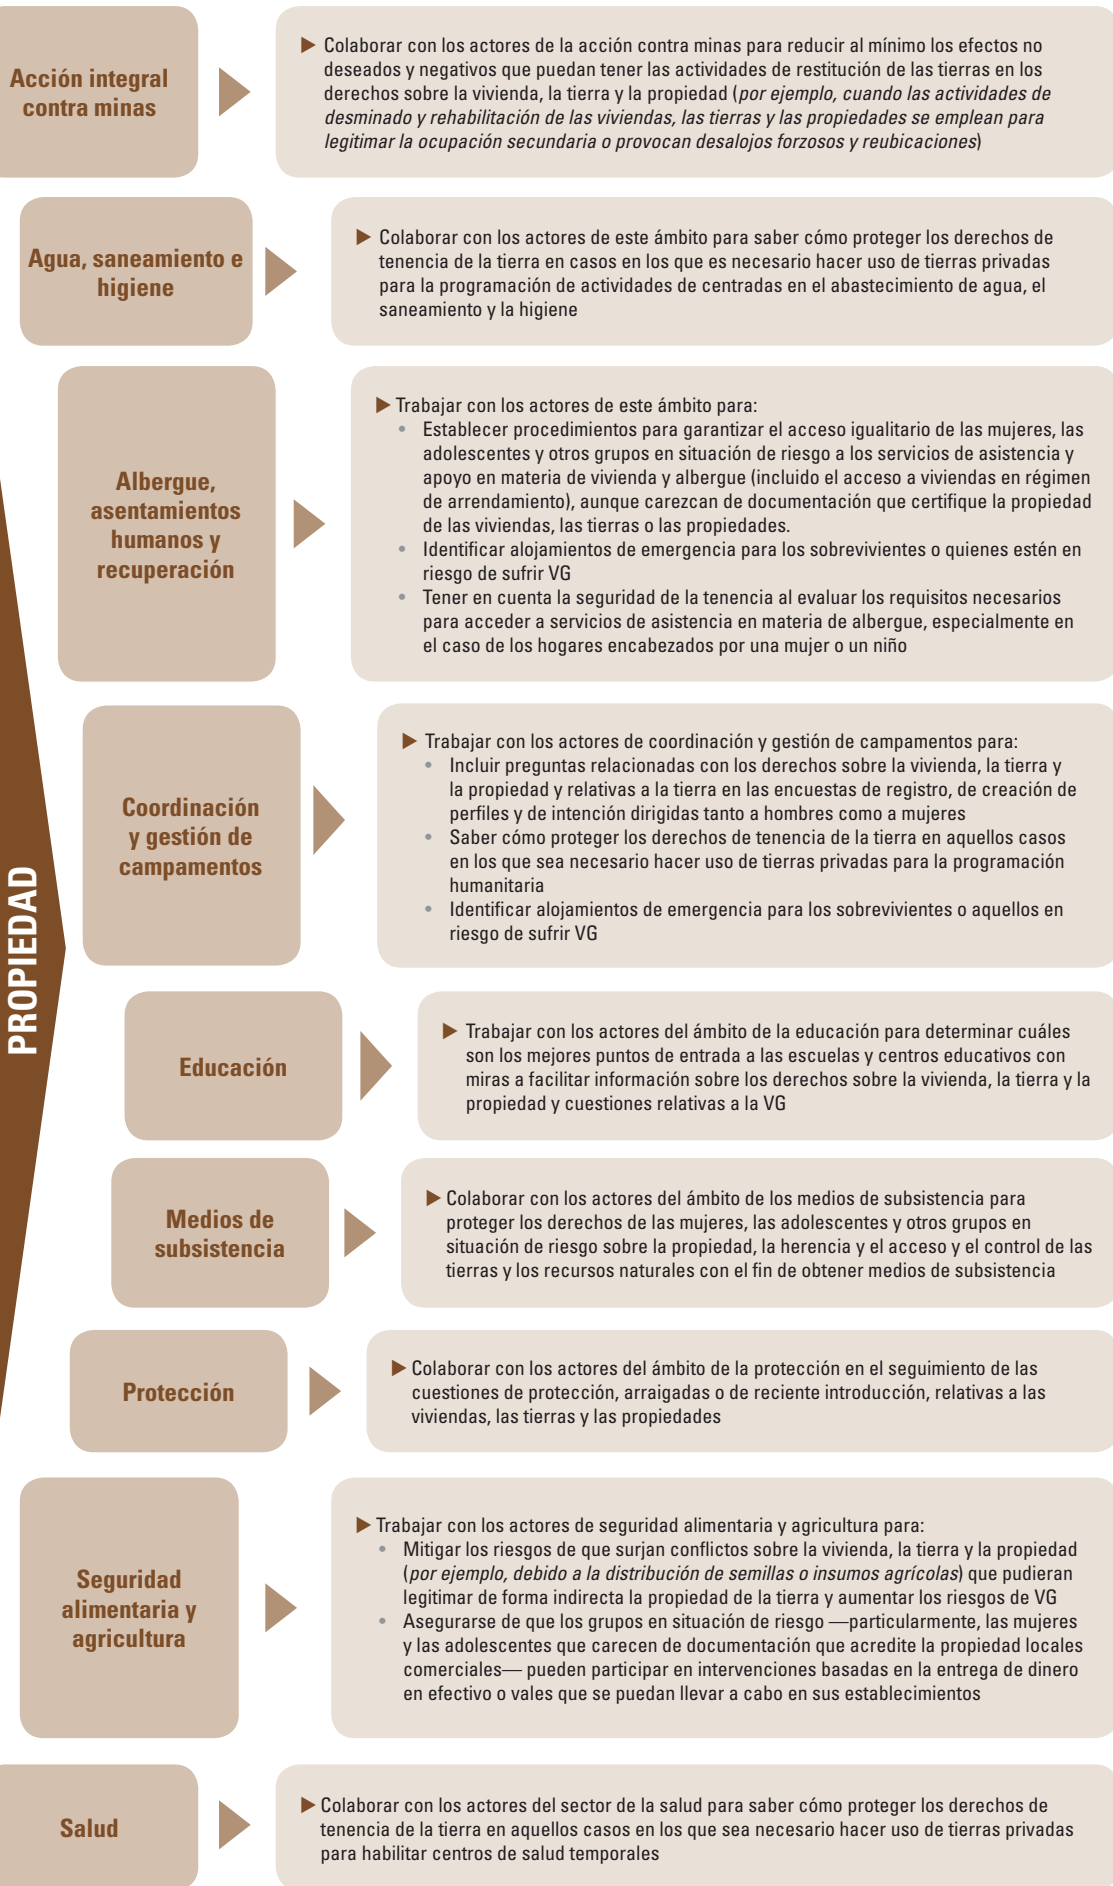 PROPIEDAD
Acción integral
contra minas
▶ Colaborar con los actores de la acción contra minas para reducir al mínimo los efectos no
deseados y negativos que puedan tener las actividades de restitución de las tierras en los
derechos sobre la vivienda, la tierra y la propiedad (por ejemplo, cuando las actividades de
desminado y rehabilitación de las viviendas, las tierras y las propiedades se emplean para
legitimar la ocupación secundaria o provocan desalojos forzosos y reubicaciones)
Agua, saneamiento e
higiene
▶ Colaborar con los actores de este ámbito para saber cómo proteger los derechos de
tenencia de la tierra en casos en los que es necesario hacer uso de tierras privadas
para la programación de actividades de centradas en el abastecimiento de agua, el
saneamiento y la higiene
Albergue,
asentamientos
humanos y
recuperación
▶ Trabajar con los actores de este ámbito para:
• Establecer procedimientos para garantizar el acceso igualitario de las mujeres, las
adolescentes y otros grupos en situación de riesgo a los servicios de asistencia y
apoyo en materia de vivienda y albergue (incluido el acceso a viviendas en régimen
de arrendamiento), aunque carezcan de documentación que certifique la propiedad
de las viviendas, las tierras o las propiedades.
• Identificar alojamientos de emergencia para los sobrevivientes o quienes estén en
riesgo de sufrir VG
• Tener en cuenta la seguridad de la tenencia al evaluar los requisitos necesarios
para acceder a servicios de asistencia en materia de albergue, especialmente en
el caso de los hogares encabezados por una mujer o un niño
Coordinación
y gestión de
campamentos
▶ Trabajar con los actores de coordinación y gestión de campamentos para:
• Incluir preguntas relacionadas con los derechos sobre la vivienda, la tierra y
la propiedad y relativas a la tierra en las encuestas de registro, de creación de
perfiles y de intención dirigidas tanto a hombres como a mujeres
• Saber cómo proteger los derechos de tenencia de la tierra en aquellos casos
en los que sea necesario hacer uso de tierras privadas para la programación
humanitaria
• Identificar alojamientos de emergencia para los sobrevivientes o aquellos en
riesgo de sufrir VG
Educación
▶ Trabajar con los actores del ámbito de la educación para determinar cuáles
son los mejores puntos de entrada a las escuelas y centros educativos con
miras a facilitar información sobre los derechos sobre la vivienda, la tierra y la
propiedad y cuestiones relativas a la VG
Medios de
subsistencia
▶ Colaborar con los actores del ámbito de los medios de subsistencia para
proteger los derechos de las mujeres, las adolescentes y otros grupos en
situación de riesgo sobre la propiedad, la herencia y el acceso y el control de las
tierras y los recursos naturales con el fin de obtener medios de subsistencia
Protección
▶ Colaborar con los actores del ámbito de la protección en el seguimiento de las
cuestiones de protección, arraigadas o de reciente introducción, relativas a las
viviendas, las tierras y las propiedades
Seguridad
alimentaria y
agricultura
▶ Trabajar con los actores de seguridad alimentaria y agricultura para:
• Mitigar los riesgos de que surjan conflictos sobre la vivienda, la tierra y la propiedad
(por ejemplo, debido a la distribución de semillas o insumos agrícolas) que pudieran
legitimar de forma indirecta la propiedad de la tierra y aumentar los riesgos de VG
• Asegurarse de que los grupos en situación de riesgo —particularmente, las mujeres
y las adolescentes que carecen de documentación que acredite la propiedad locales
comerciales— pueden participar en intervenciones basadas en la entrega de dinero
en efectivo o vales que se puedan llevar a cabo en sus establecimientos
Salud
▶ Colaborar con los actores del sector de la salud para saber cómo proteger los derechos de
tenencia de la tierra en aquellos casos en los que sea necesario hacer uso de tierras privadas
para habilitar centros de salud temporales